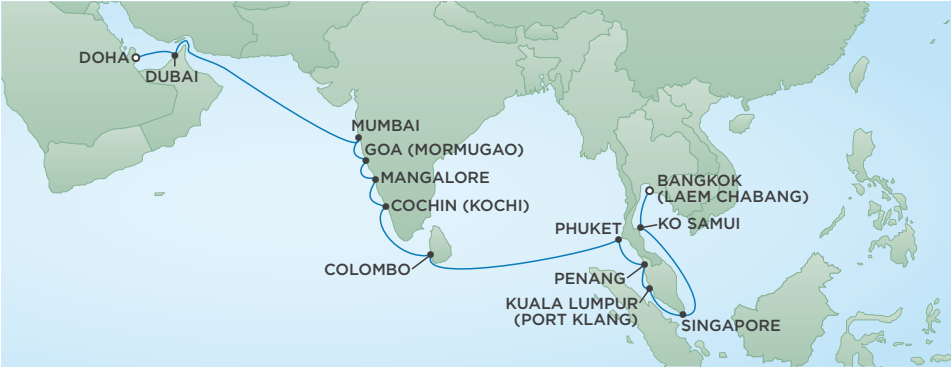 DOHA
DUBAI
MUMBAI
GOA (MORMUGAO)
MANGALORE
COCHIN (KOCHI)
COLOMBO
PHUKET
BANGKOK
(LAEM CHABANG)
KO SAMUI
PENANG
KUALA LUMPUR
(PORT KLANG)
SINGAPORE